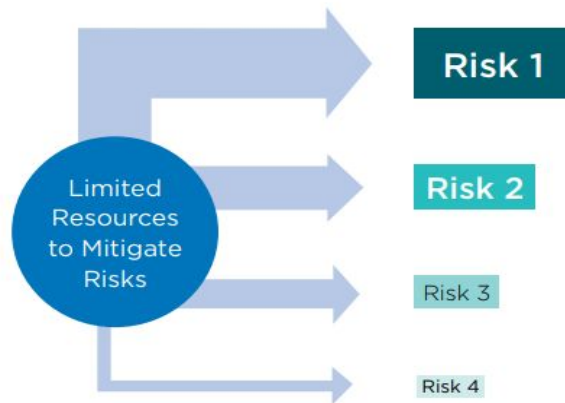 Risk 1
Limited
Resources
to Mitigate
Risks
Risk 2
Risk 3
Risk 4